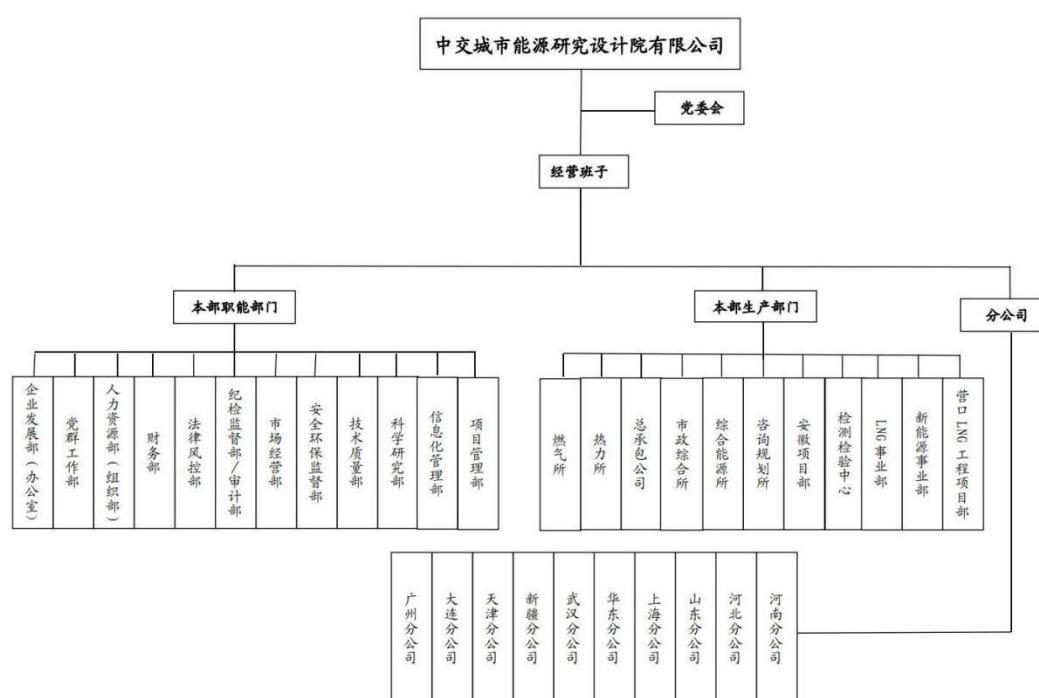 中交城市能源研究设计院有限公司
党委会
经营班子
本部职能部门
本部生产部门
分公司
企业发展部（办公室）
党群工作部
人力资源部（组织部）
财务部
法律风控部
纪检监督部/审计部
市场经营部
安全环保监督部
技术质量部
科学研究部
信息化管理部
项目管理部
燃气所
热力所
总承包公司
市政综合所
综合能源所
咨询规划所
安徽项目部
检测检验中心
LNG事业部
新能源事业部
营口LNG工程项目部
广州分公司
大连分公司
天津分公司
新疆分公司
武汉分公司
华东分公司
上海分公司
山东分公司
河北分公司
河南分公司